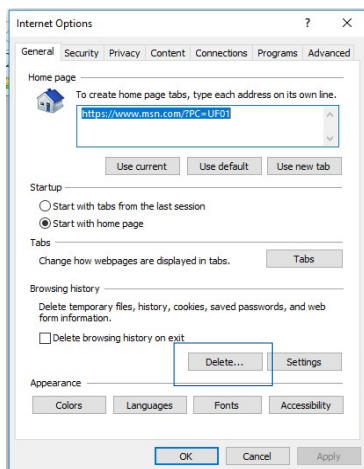 Internet Options ? X
General Security Privacy Content Connections Programs Advanced
Home page
To create home page tabs, type each address on its own line.
https://www.msn.com/?PC=UF01
Use current Use default Use new tab
Startup
Start with tabs from the last session
Start with home page
Tabs
Change how webpages are displayed in tabs. Tabs
Browsing history
Delete temporary files, history, cookies, saved passwords, and web
form information.
Delete browsing history on exit
Delete... Settings
Appearance
Colors Languages Fonts Accessibility
OK Cancel Apply